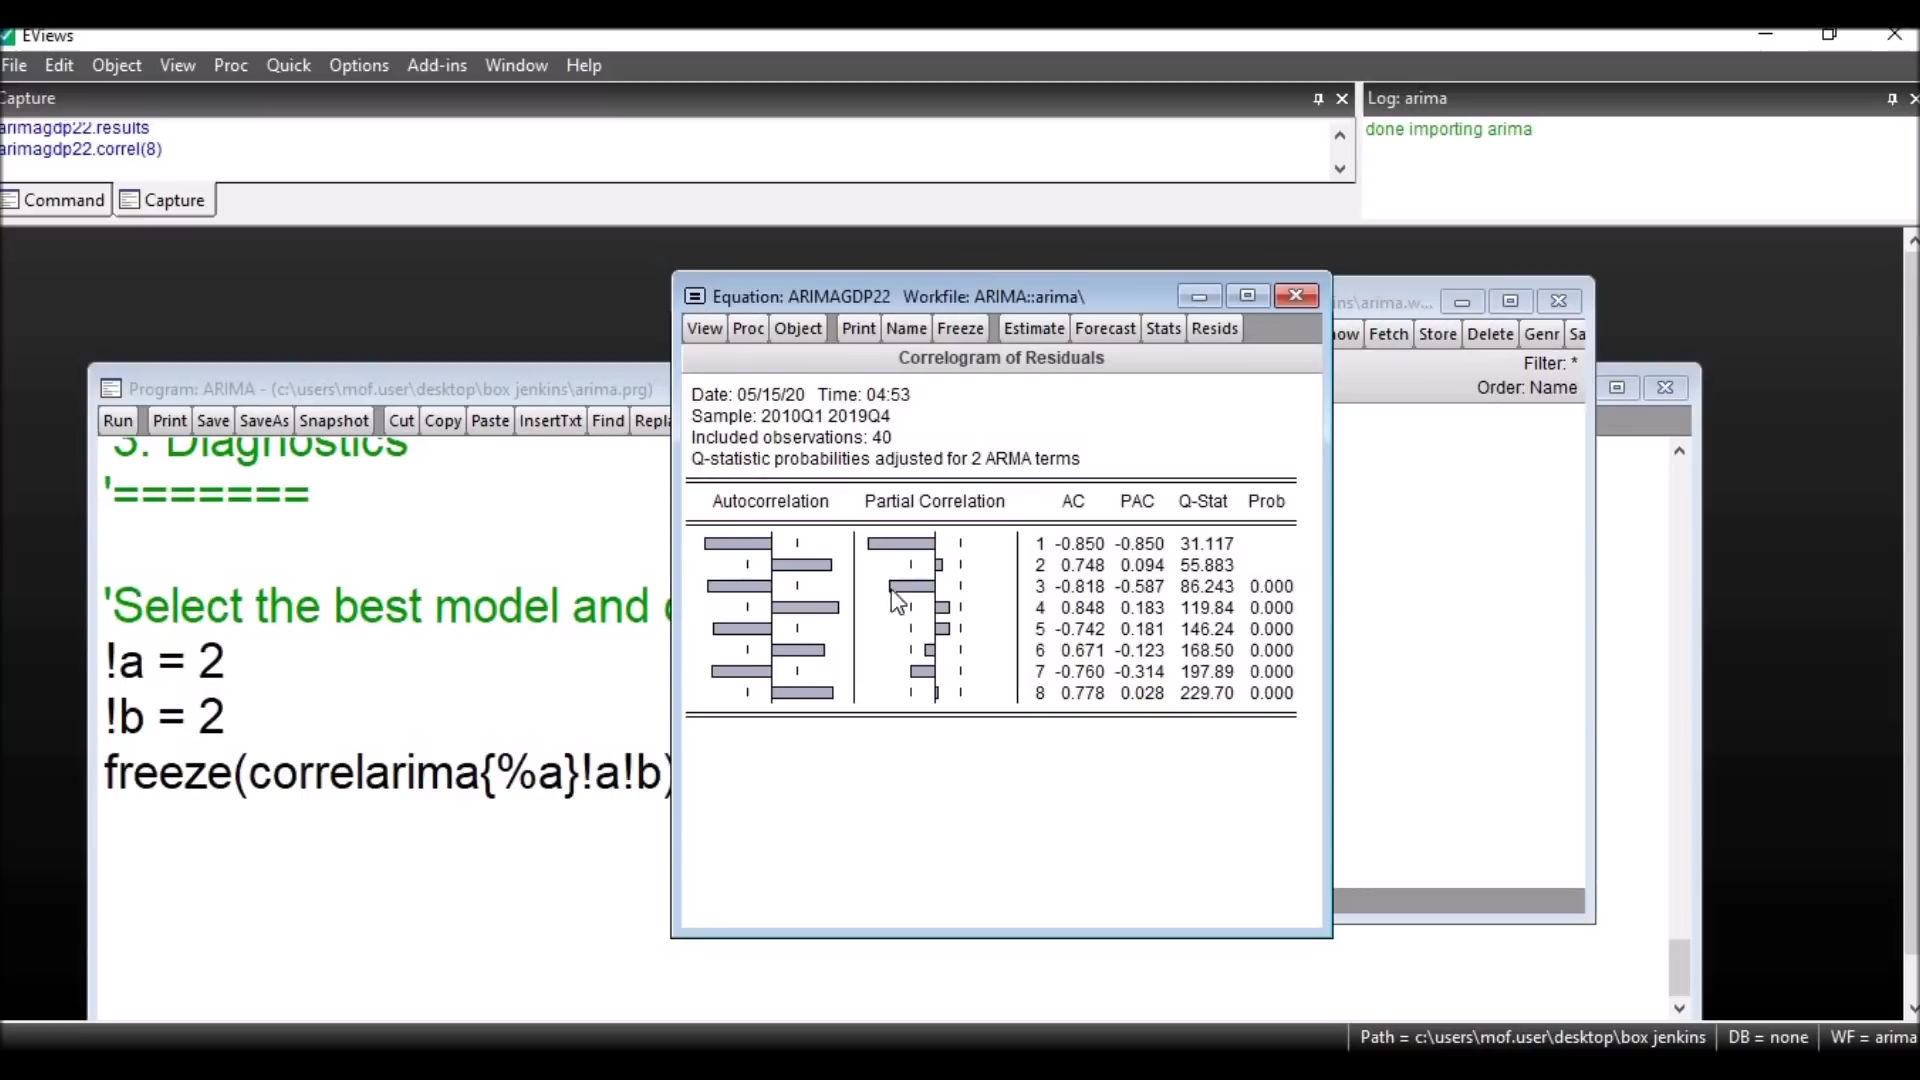 EViews
File Edit Object View Proc Quick Options Add-ins Window Help
Capture
Log: arima
arimagdp22.results
arimagdp22.correl(8)
done importing arima
Command Capture
Equation: ARIMAGDP22 Workfile: ARIMA::arima\
View Proc Object Print Name Freeze Estimate Forecast Stats Resids
Correlogram of Residuals
Date: 05/15/20 Time: 04:53
Sample: 2010Q1 2019Q4
Included observations: 40
Q-statistic probabilities adjusted for 2 ARMA terms
Autocorrelation Partial Correlation AC PAC Q-Stat Prob
1 -0.850 -0.850 31.117
2 0.748 0.094 55.883
3 -0.818 -0.587 86.243 0.000
4 0.848 0.183 119.84 0.000
5 -0.742 0.181 146.24 0.000
6 0.671 -0.123 168.50 0.000
7 -0.760 -0.314 197.89 0.000
8 0.778 0.028 229.70 0.000
ins\arima.w...
Fetch Store Delete Genr Sa
Filter: *
Order: Name
Program: ARIMA - (c:\users\mof.user\desktop\box jenkins\arima.prg)
Run Print Save SaveAs Snapshot Cut Copy Paste InsertTxt Find Repla
3. Diagnostics
'=======
'Select the best model and
!a = 2
!b = 2
freeze(correlarima{%a}!a!b)
Path = c:\users\mof.user\desktop\box jenkins DB = none WF = arima